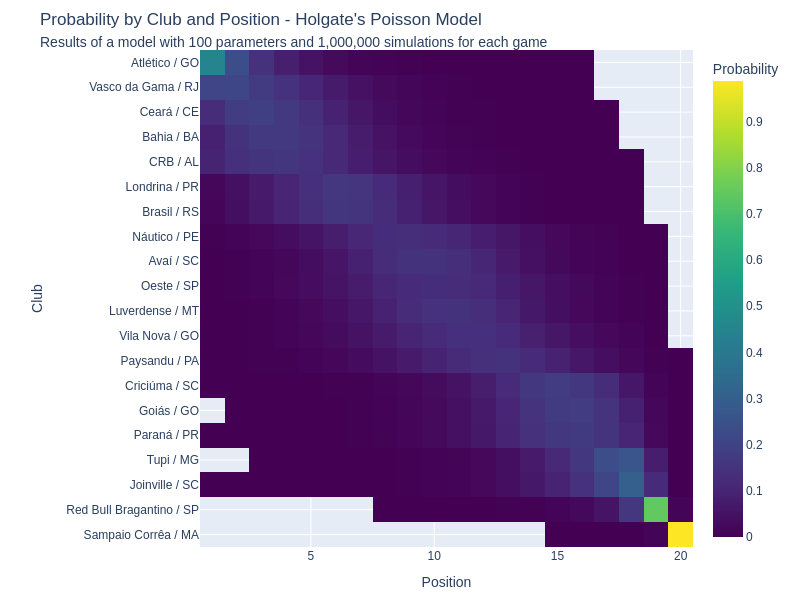 Probability by Club and Position - Holgate's Poisson Model
Results of a model with 100 parameters and 1,000,000 simulations for each game
Probability
Atlético / GO
Vasco da Gama / RJ
Ceará / CE
Bahia / BA
CRB / AL
Londrina / PR
Brasil / RS
Náutico / PE
Avaí / SC
Oeste / SP
Luverdense / MT
Vila Nova / GO
Paysandu / PA
Criciúma / SC
Goiás / GO
Paraná / PR
Tupi / MG
Joinville / SC
Red Bull Bragantino / SP
Sampaio Corrêa / MA
Club
5
10
15
20
Position
0.9
0.8
0.7
0.6
0.5
0.4
0.3
0.2
0.1
0